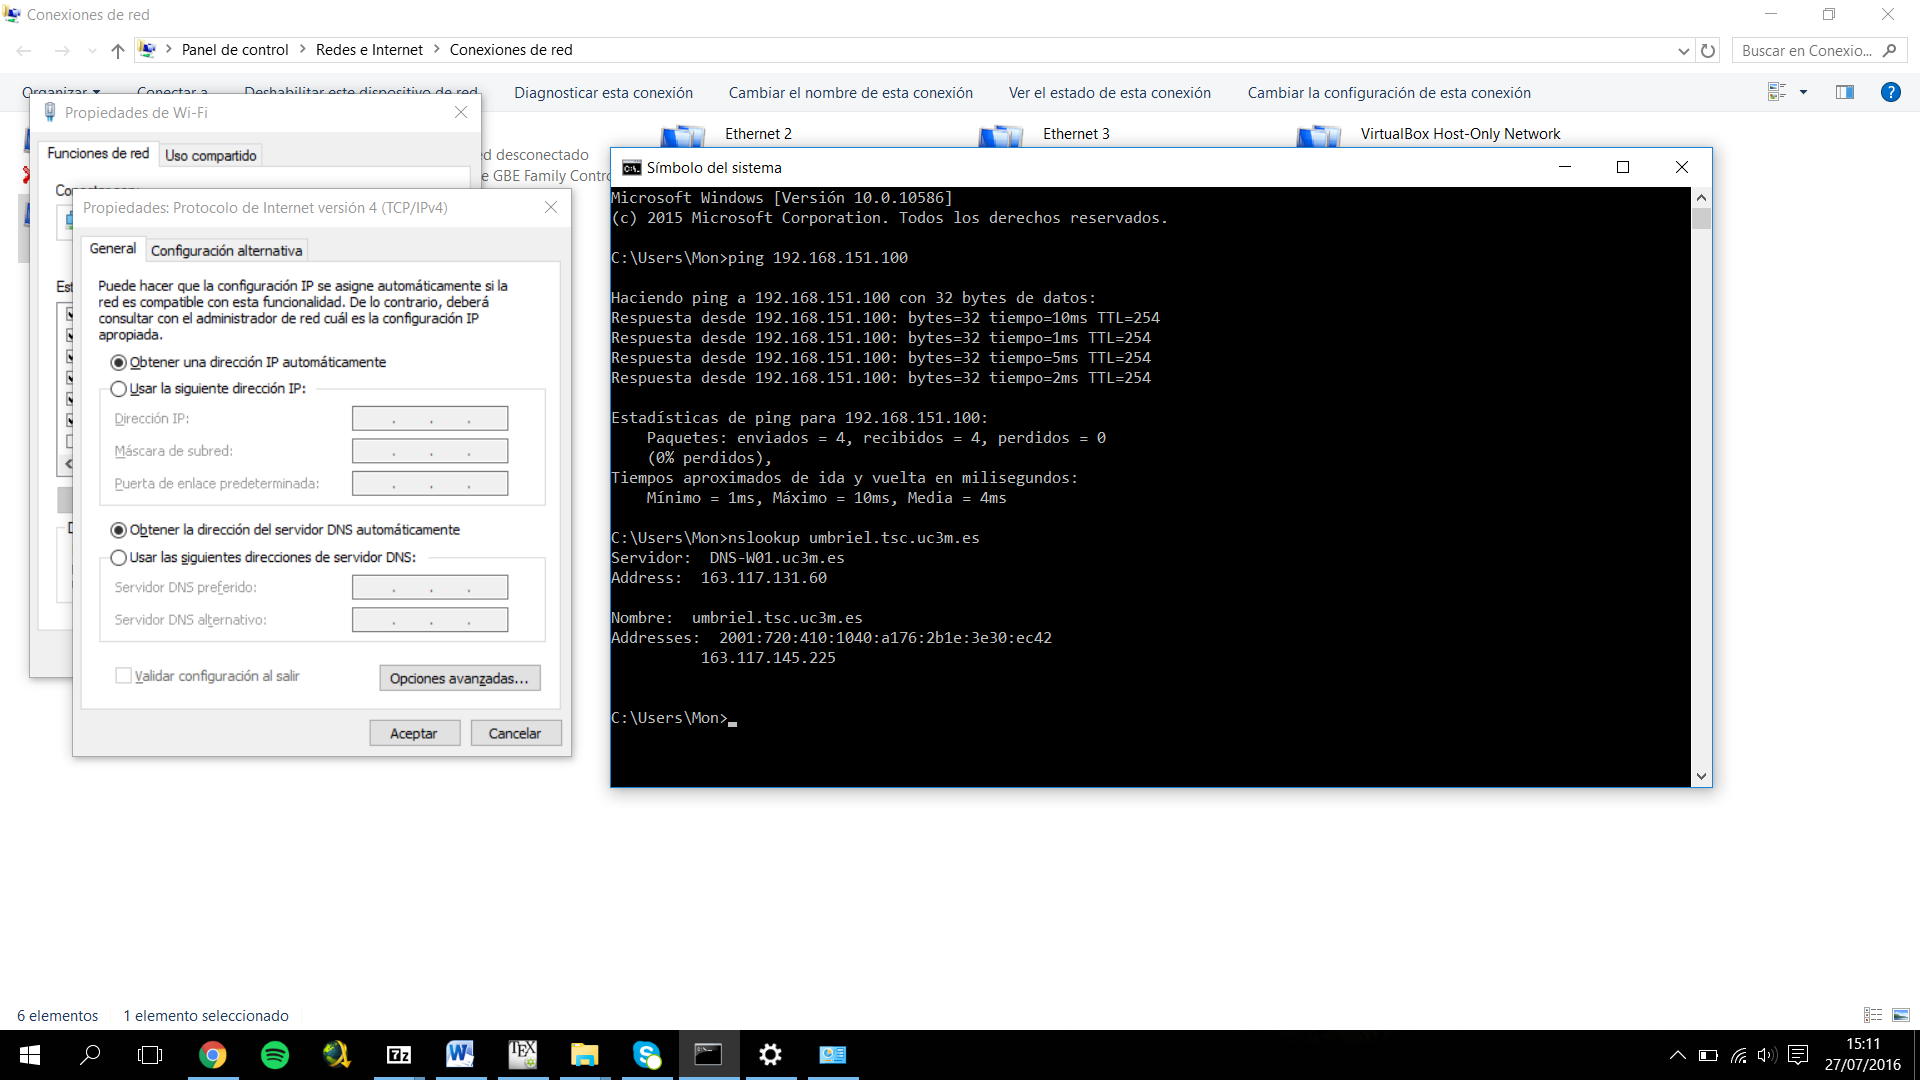 Conexiones de red
Panel de control > Redes e Internet > Conexiones de red
Buscar en Conexio...
Organizar
Conectar a
Deshabilitar este dispositivo de red
Diagnosticar esta conexión
Cambiar el nombre de esta conexión
Ver el estado de esta conexión
Cambiar la configuración de esta conexión
Ethernet 2
Ethernet 3
VirtualBox Host-Only Network
desconectado
GBE Family
Propiedades de Wi-Fi
Funciones de red
Uso compartido
Propiedades: Protocolo de Internet versión 4 (TCP/IPv4)
General
Configuración alternativa
Puede hacer que la configuración IP se asigne automáticamente si la
red es compatible con esta funcionalidad. De lo contrario, deberá
consultar con el administrador de red cuál es la configuración IP
apropiada.
Obtener una dirección IP automáticamente
Usar la siguiente dirección IP:
Dirección IP:
Máscara de subred:
Puerta de enlace predeterminada:
Obtener la dirección del servidor DNS automáticamente
Usar las siguientes direcciones de servidor DNS:
Servidor DNS preferido:
Servidor DNS alternativo:
Validar configuración al salir
Opciones avanzadas...
Aceptar
Cancelar
Símbolo del sistema
Microsoft Windows [Versión 10.0.10586]
(c) 2015 Microsoft Corporation. Todos los derechos reservados.
C:\Users\Mon>ping 192.168.151.100
Haciendo ping a 192.168.151.100 con 32 bytes de datos:
Respuesta desde 192.168.151.100: bytes=32 tiempo=10ms TTL=254
Respuesta desde 192.168.151.100: bytes=32 tiempo=1ms TTL=254
Respuesta desde 192.168.151.100: bytes=32 tiempo=5ms TTL=254
Respuesta desde 192.168.151.100: bytes=32 tiempo=2ms TTL=254
Estadísticas de ping para 192.168.151.100:
Paquetes: enviados = 4, recibidos = 4, perdidos = 0
(0% perdidos),
Tiempos aproximados de ida y vuelta en milisegundos:
Mínimo = 1ms, Máximo = 10ms, Media = 4ms
C:\Users\Mon>nslookup umbriel.tsc.uc3m.es
Servidor:  DNS-W01.uc3m.es
Address:  163.117.131.60
Nombre:  umbriel.tsc.uc3m.es
Addresses:  2001:720:410:1040:a176:2b1e:3e30:ec42
163.117.145.225
C:\Users\Mon>
6 elementos
1 elemento seleccionado
15:11
27/07/2016